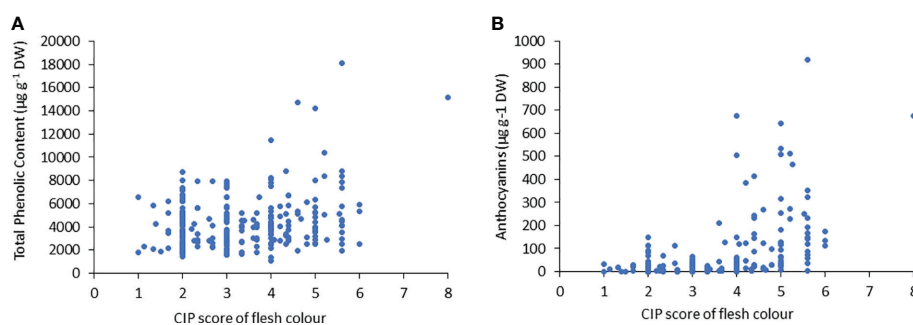 A
Total Phenolic Content (µg g⁻¹ DW)
20000
18000
16000
14000
12000
10000
8000
6000
4000
2000
0
0 1 2 3 4 5 6 7 8
CIP score of flesh colour
B
Anthocyanins (µg g-1 DW)
1000
900
800
700
600
500
400
300
200
100
0
0 1 2 3 4 5 6 7 8
CIP score of flesh colour